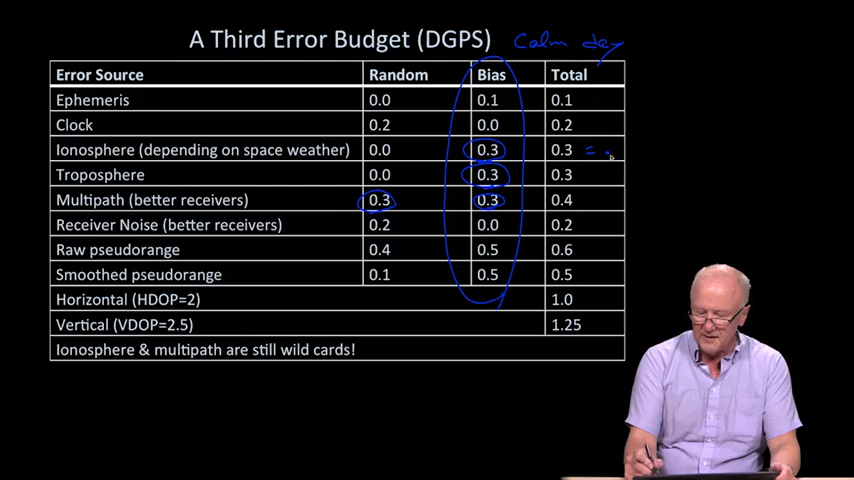 A Third Error Budget (DGPS) Calm day
Error Source Random Bias Total
Ephemeris 0.0 0.1 0.1
Clock 0.2 0.0 0.2
Ionosphere (depending on space weather) 0.0 0.3 0.3 =
Troposphere 0.0 0.3 0.3
Multipath (better receivers) 0.3 0.3 0.4
Receiver Noise (better receivers) 0.2 0.0 0.2
Raw pseudorange 0.4 0.5 0.6
Smoothed pseudorange 0.1 0.5 0.5
Horizontal (HDOP=2) 1.0
Vertical (VDOP=2.5) 1.25
Ionosphere & multipath are still wild cards!